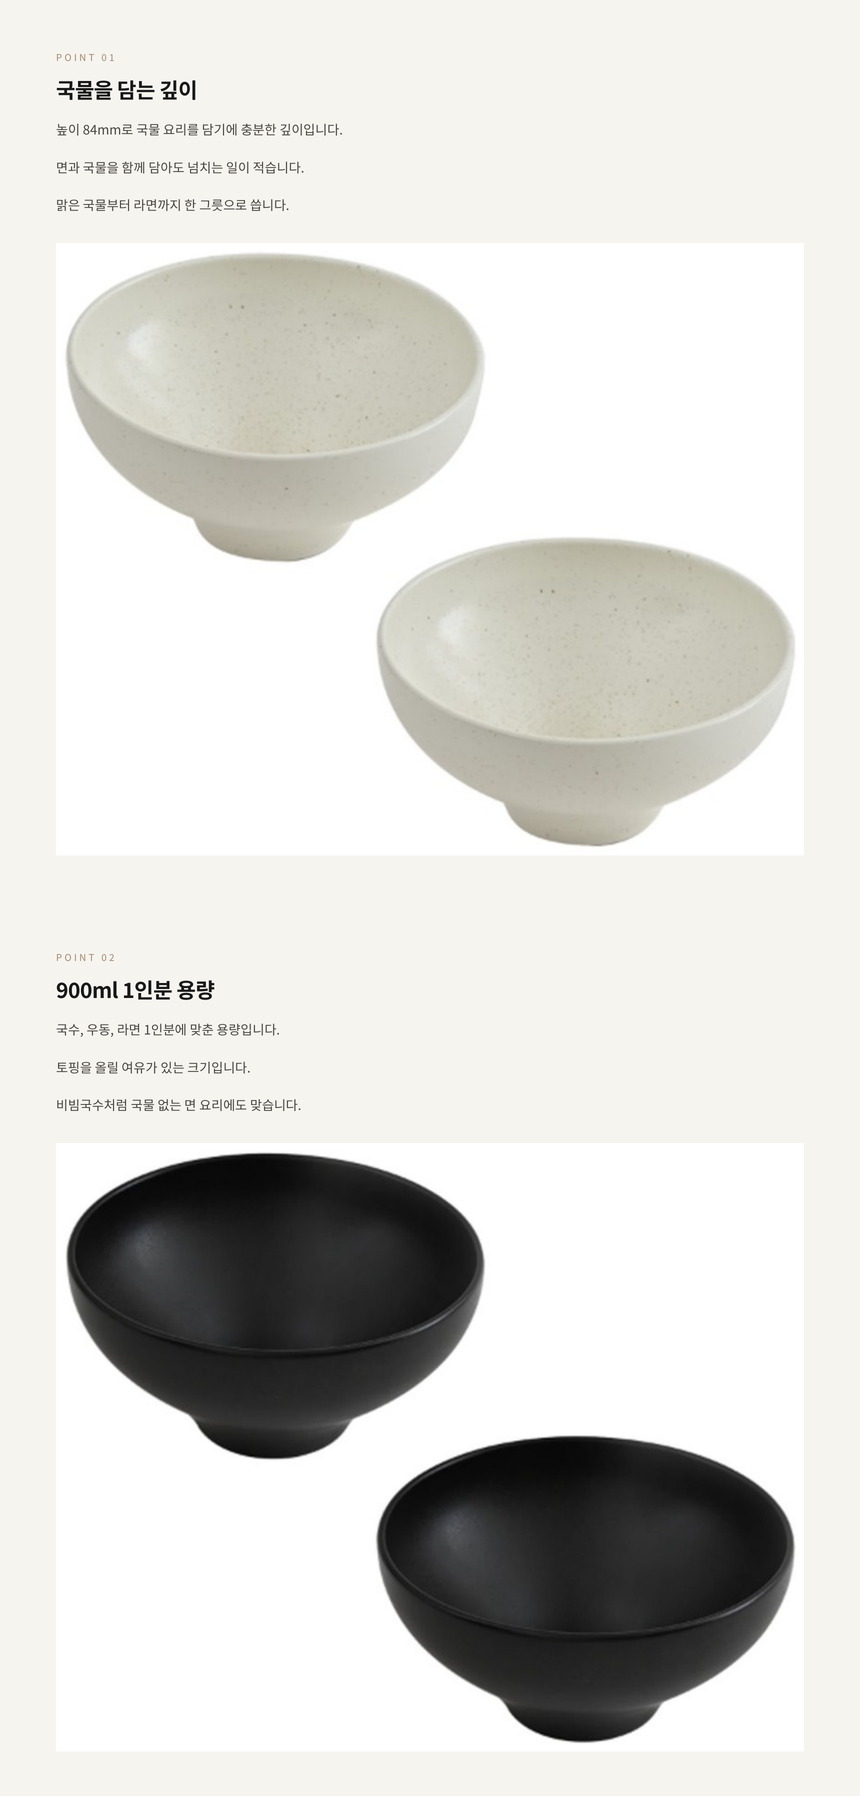 POINT 01
국물을 담는 깊이
높이 84mm로 국물 요리를 담기에 충분한 깊이입니다.
면과 국물을 함께 담아도 넘치는 일이 적습니다.
맑은 국물부터 라면까지 한 그릇으로 씁니다.
POINT 02
900ml 1인분 용량
국수, 우동, 라면 1인분에 맞춘 용량입니다.
토핑을 올릴 여유가 있는 크기입니다.
비빔국수처럼 국물 없는 면 요리에도 맞습니다.